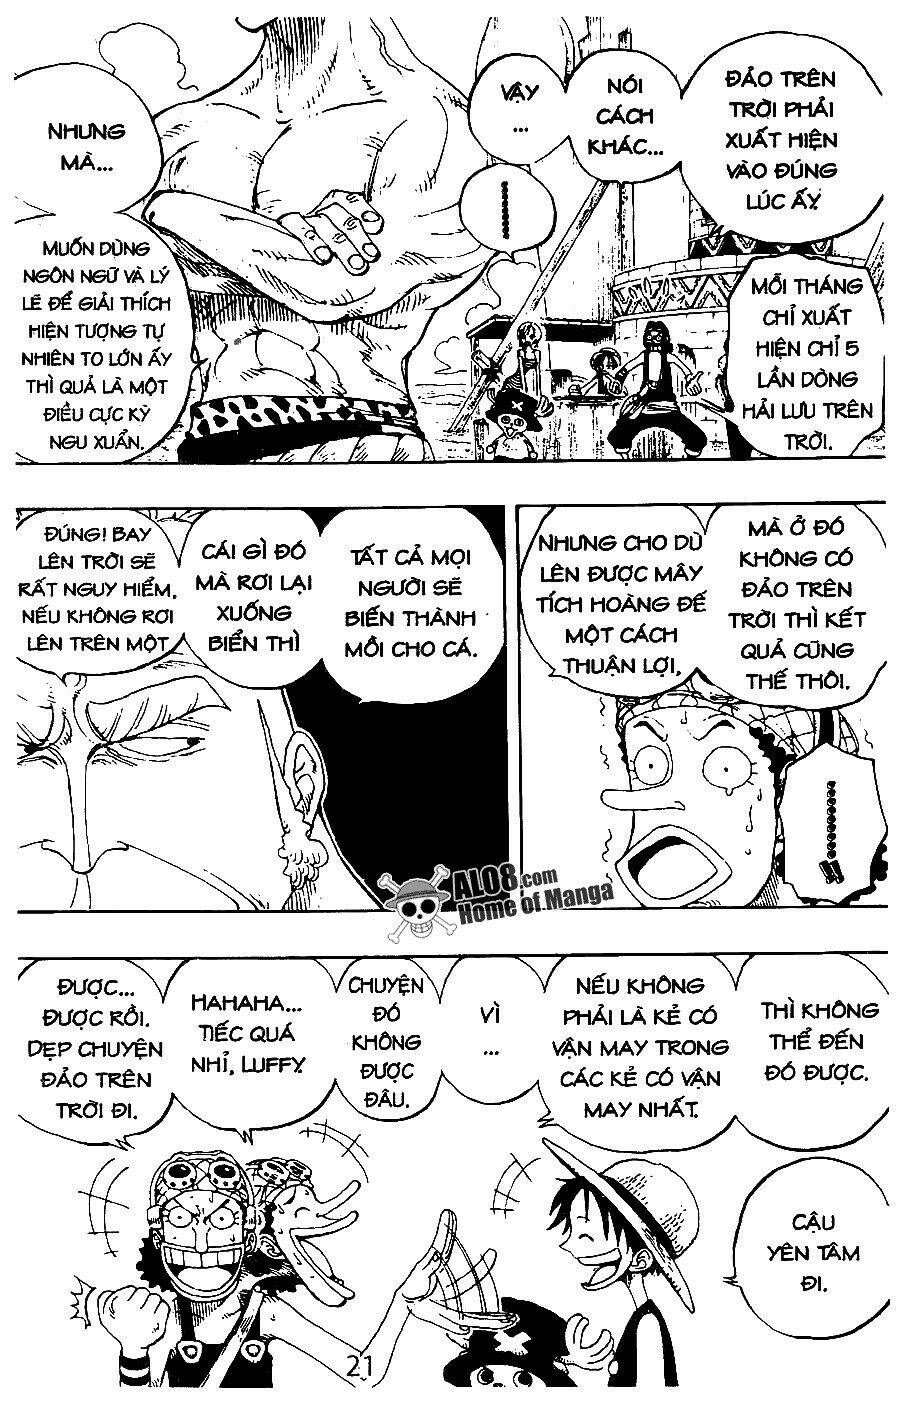 ĐẢO TRÊN
TRỜI PHẢI
XUẤT HIỆN
VÀO ĐÚNG
LÚC ẤY.
NÓI
CÁCH
KHÁC...
VẬY
...
MỖI THÁNG
CHỈ XUẤT
HIỆN CHỈ 5
LẦN DÒNG
HẢI LƯU TRÊN
TRỜI.
NHƯNG
MÀ...
MUỐN DÙNG
NGÔN NGỮ VÀ LÝ
LẼ ĐỂ GIẢI THÍCH
HIỆN TƯỢNG TỰ
NHIÊN TO LỚN ẤY
THÌ QUẢ LÀ MỘT
ĐIỀU CỰC KỲ
NGU XUẨN.
MÀ Ở ĐÓ
KHÔNG CÓ
ĐẢO TRÊN
TRỜI THÌ KẾT
QUẢ CŨNG
THẾ THÔI.
NHƯNG CHO DÙ
LÊN ĐƯỢC MÂY
TÍCH HOÀNG ĐẾ
MỘT CÁCH
THUẬN LỢI,
TẤT CẢ MỌI
NGƯỜI SẼ
BIẾN THÀNH
MỒI CHO CÁ.
CÁI GÌ ĐÓ
MÀ RƠI LẠI
XUỐNG
BIỂN THÌ
ĐÚNG! BAY
LÊN TRỜI SẼ
RẤT NGUY HIỂM,
NẾU KHÔNG RƠI
LÊN TRÊN MỘT
ALO8.com
Home of Manga
THÌ KHÔNG
THỂ ĐẾN
ĐÓ ĐƯỢC.
NẾU KHÔNG
PHẢI LÀ KẺ CÓ
VẬN MAY TRONG
CÁC KẺ CÓ VẬN
MAY NHẤT.
VÌ
...
CHUYỆN
ĐÓ
KHÔNG
ĐƯỢC
ĐÂU.
HAHAHA...
TIẾC QUÁ
NHỈ, LUFFY.
ĐƯỢC...
ĐƯỢC RỒI.
DẸP CHUYỆN
ĐẢO TRÊN
TRỜI ĐI.
CẬU
YÊN TÂM
ĐI.
21